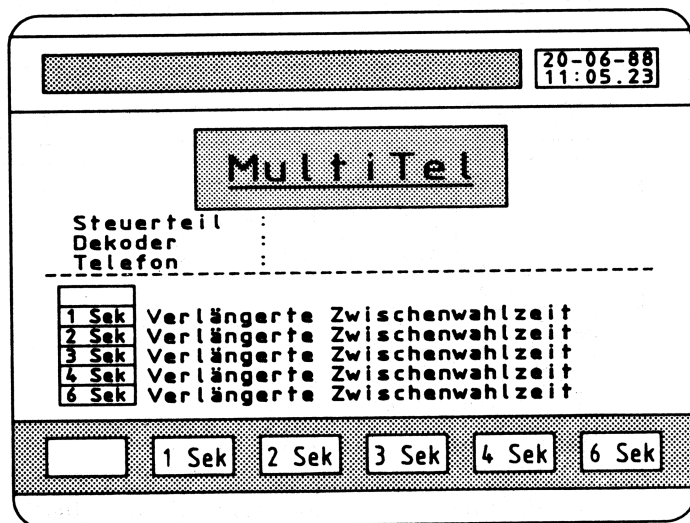 20-06-88
11:05.23
MultiTel
Steuerteil :
Dekoder :
Telefon :
1 Sek Verlängerte Zwischenwahlzeit
2 Sek Verlängerte Zwischenwahlzeit
3 Sek Verlängerte Zwischenwahlzeit
4 Sek Verlängerte Zwischenwahlzeit
6 Sek Verlängerte Zwischenwahlzeit
1 Sek 2 Sek 3 Sek 4 Sek 6 Sek